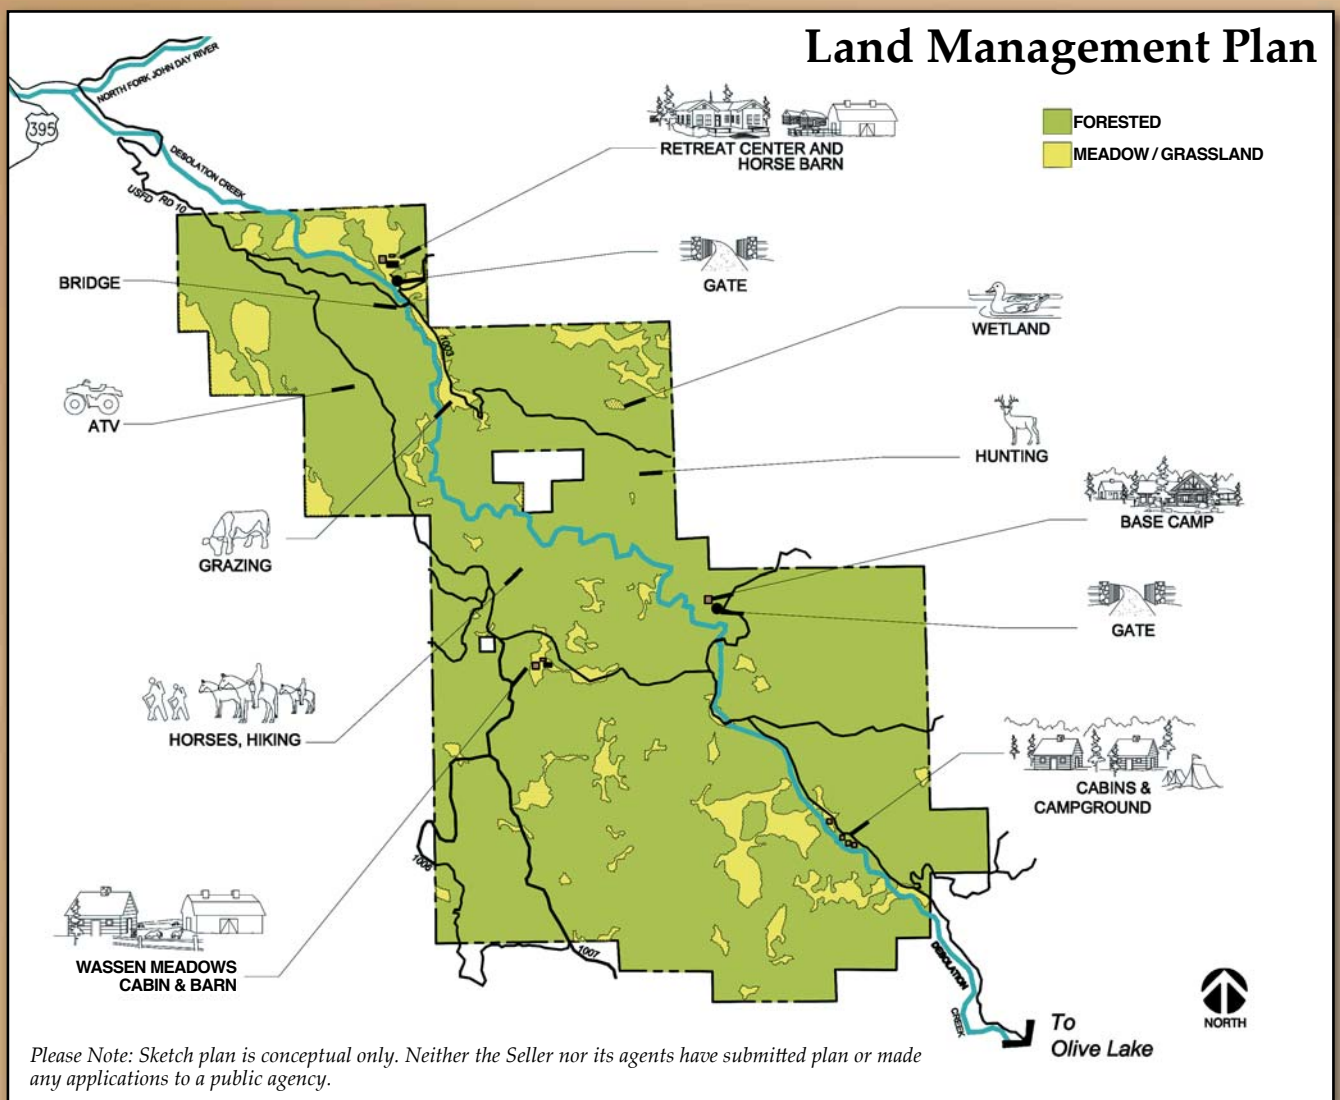 Land Management Plan
FORESTED
MEADOW / GRASSLAND
NORTH FORK JOHN DAY RIVER
395
DESOLATION CREEK
USFD RD 10
RETREAT CENTER AND
HORSE BARN
GATE
BRIDGE
WETLAND
1003
ATV
HUNTING
BASE CAMP
GRAZING
GATE
HORSES, HIKING
CABINS &
CAMPGROUND
1006
WASSEN MEADOWS
CABIN & BARN
1007
DESOLATION
CREEK
NORTH
To
Olive Lake
Please Note: Sketch plan is conceptual only. Neither the Seller nor its agents have submitted plan or made
any applications to a public agency.